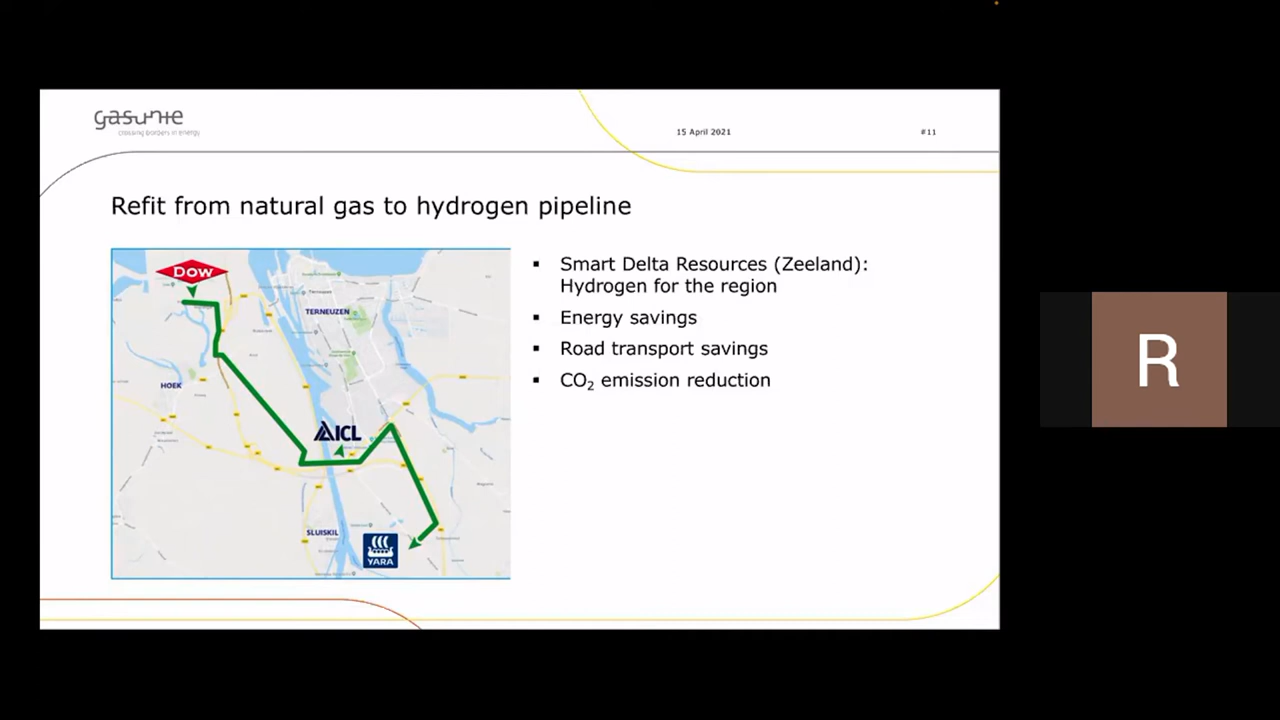 gasunie
crossing borders in energy
15 April 2021
#11
Refit from natural gas to hydrogen pipeline
Dow
TERNEUZEN
HOEK
ICL
SLUISKIL
YARA
▪ Smart Delta Resources (Zeeland):
Hydrogen for the region
▪ Energy savings
▪ Road transport savings
▪ CO₂ emission reduction
R